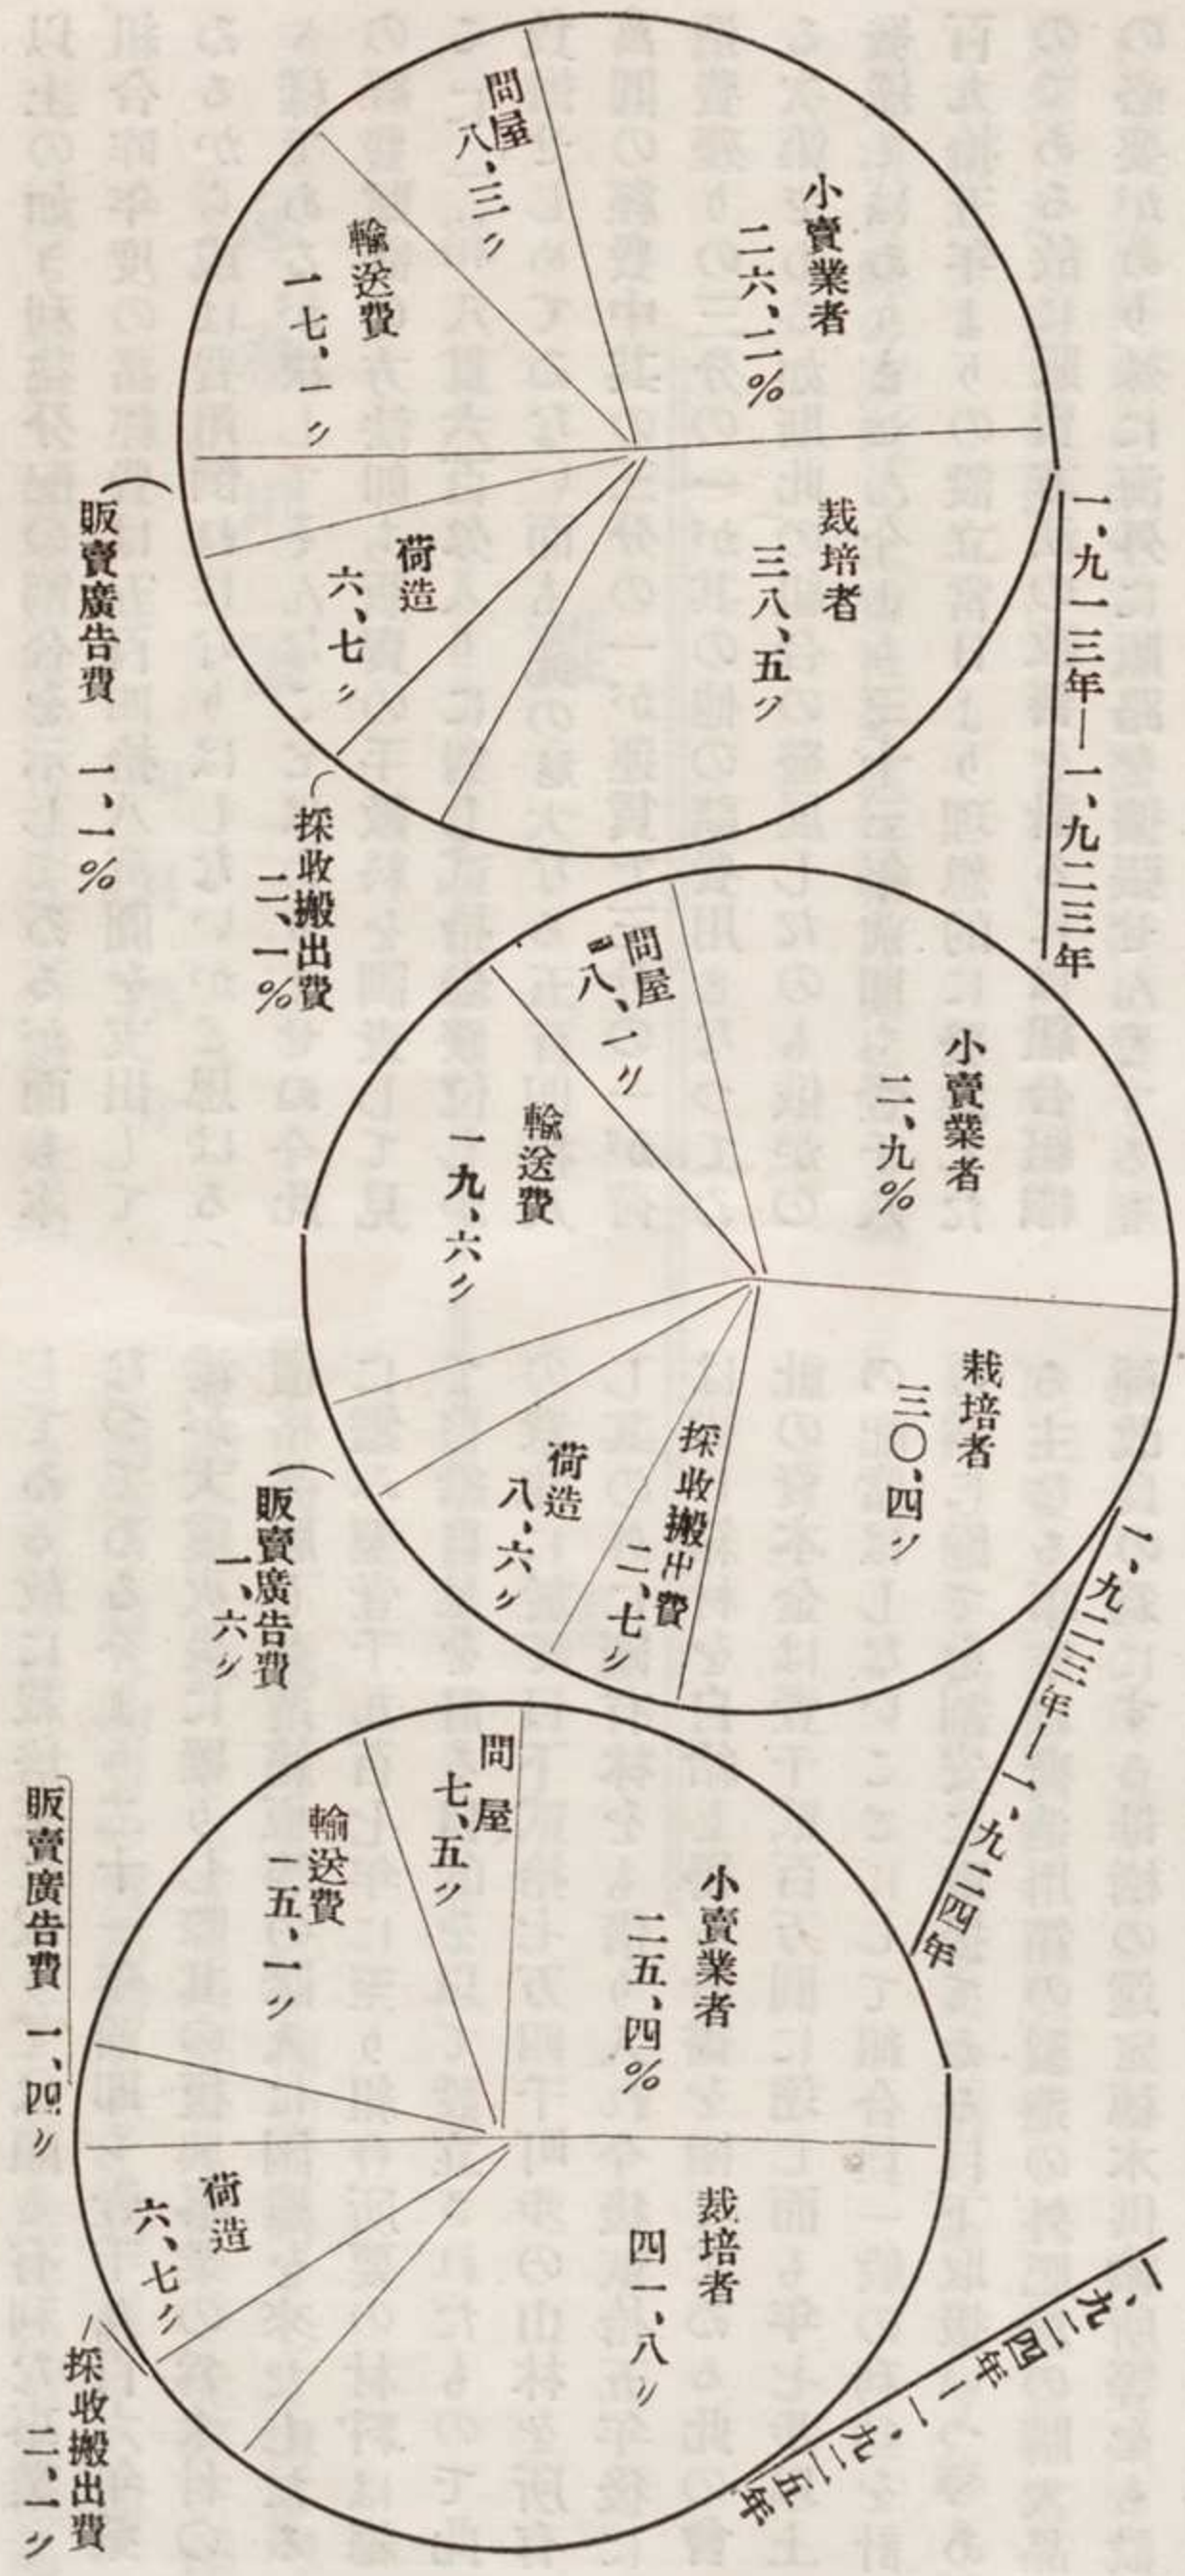 一、九一三年—一、九二三年
小賣業者
二六、二%
栽培者
三八、五〃
問屋
八、三〃
輸送費
一七、一〃
荷造
六、七〃
採收搬出費
二、一%
販賣廣告費 一、一%
一、九二三年—一、九二四年
小賣業者
二、九%
栽培者
三〇、四〃
問屋
八、一〃
輸送費
一九、六〃
採收搬出費
二、七〃
荷造
八、六〃
販賣廣告費
一、六〃
一、九二四年—一、九二五年
小賣業者
二五、四%
栽培者
四一、八〃
問屋
七、五〃
輸送費
一五、一〃
荷造
六、七〃
採收搬出費
二、一〃
販賣廣告費 一、四〃